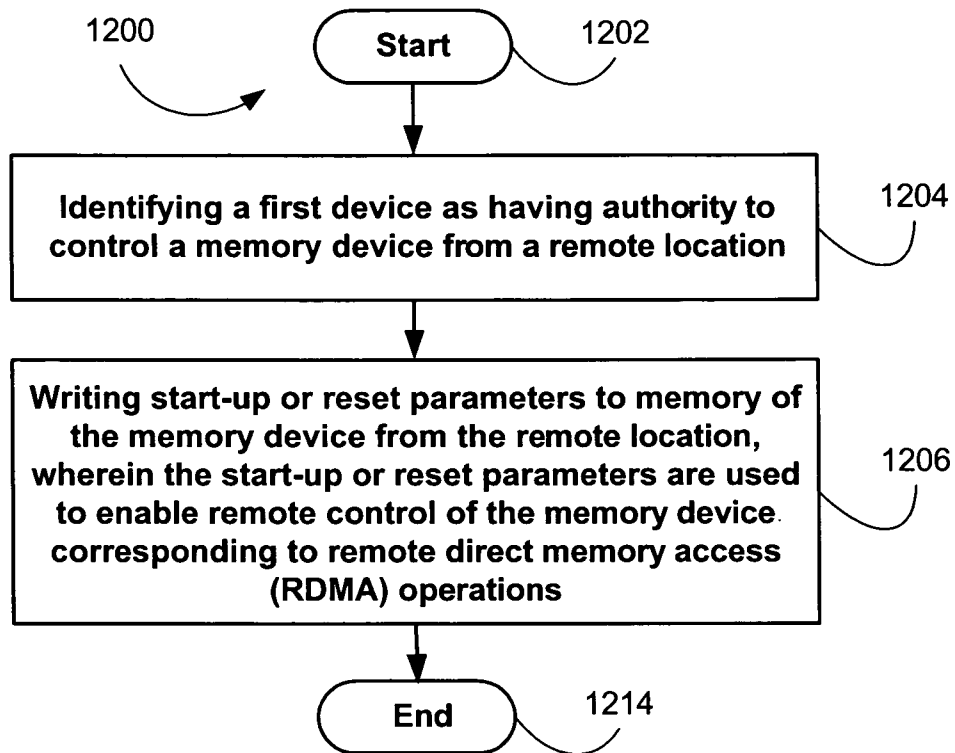 1200
Start
1202
Identifying a first device as having authority to
control a memory device from a remote location
1204
Writing start-up or reset parameters to memory of
the memory device from the remote location,
wherein the start-up or reset parameters are used
to enable remote control of the memory device
corresponding to remote direct memory access
(RDMA) operations
1206
End
1214